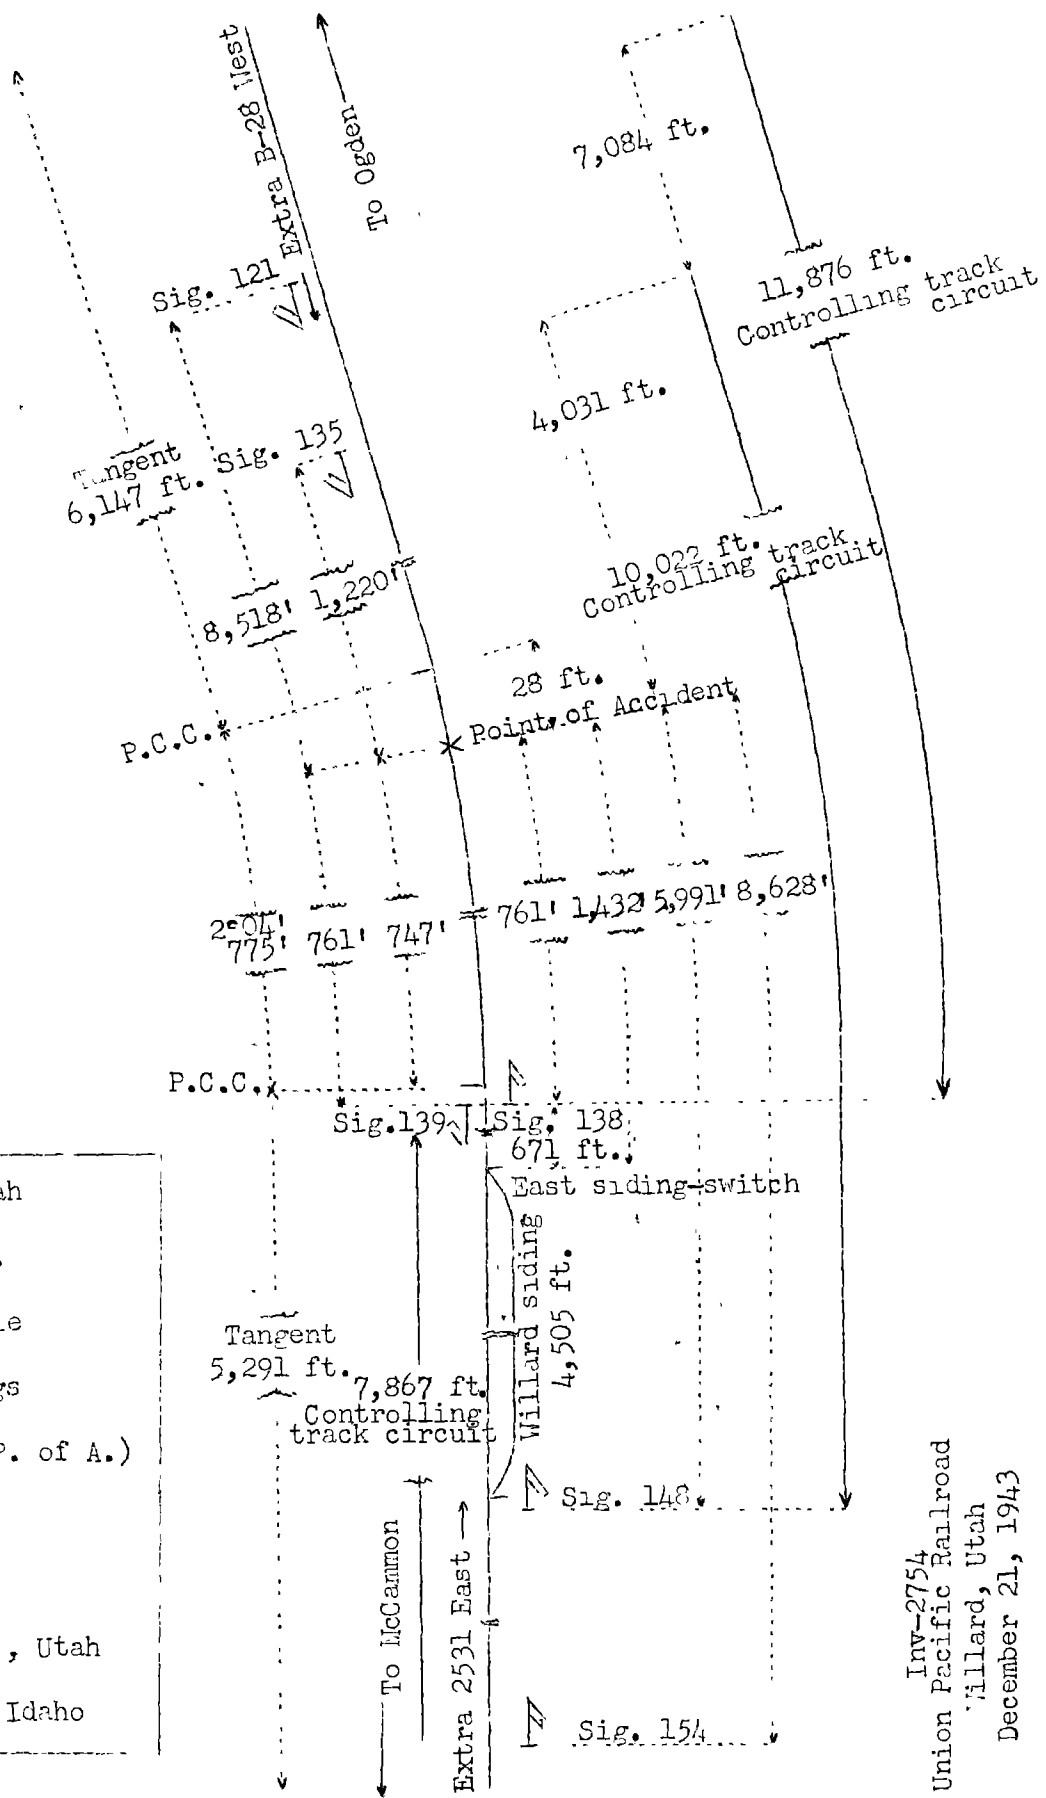 Extra B-28 West
To Ogden
7,084 ft.
Sig. 121
11,876 ft.
Controlling track
circuit
4,031 ft.
Sig. 135
Tangent
6,147 ft.
10,022 ft.
Controlling track
circuit
8,518'
1,220'
28 ft.
Point of Accident
P.C.C.
775'
761'
747'
761'
1,432'
5,991'
8,628'
P.C.C.
Sig.139
Sig. 138
671 ft.
East siding-switch
Willard siding
4,505 ft.
Tangent
5,291 ft.
7,867 ft.
Controlling
track circuit
P. of A.)
Sig. 148
To McCammon
Extra 2531 East
, Utah
Idaho
Sig. 154
Inv-2754
Union Pacific Railroad
Willard, Utah
December 21, 1943